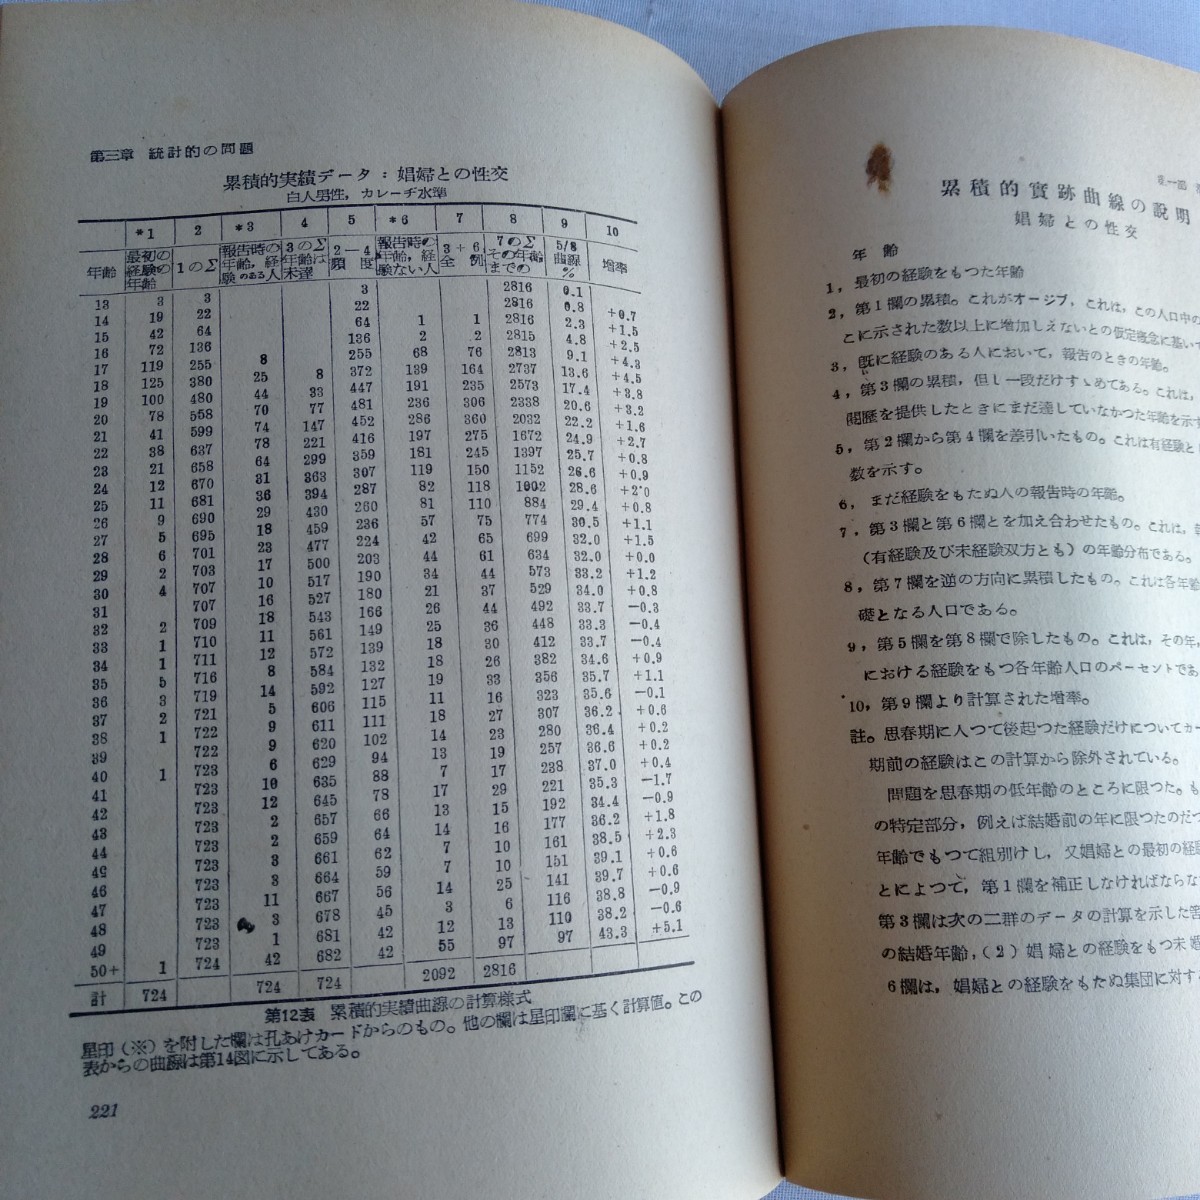 第三章 統計的の問題
累積的実績データ：娼婦との性交
白人男性，カレーヂ水準
*1 2 *3 4 5 *6 7 8 9 10
年齢 最初の経験の年齢 1のΣ 報告時の年齢，経験のある人 3のΣ年齢は未達 2－4頻度 報告時の年齢，経験ない人 3＋6全例 7のΣその年齢までの 5/8曲線% 増率
13 3 3 3 2816 0.1
14 19 22 22 2816 0.8 +0.7
15 42 64 64 1 1 2816 2.3 +1.5
16 72 136 136 2 2 2815 4.8 +2.5
17 119 255 8 255 68 76 2813 9.1 +4.3
18 125 380 25 8 372 139 164 2737 13.6 +4.5
19 100 480 44 33 447 191 235 2573 17.4 +3.8
20 78 558 70 77 481 236 306 2338 20.6 +3.2
21 41 599 74 147 452 286 360 2032 22.2 +1.6
22 38 637 78 221 416 197 275 1672 24.9 +2.7
23 21 658 64 299 359 181 245 1397 25.7 +0.8
24 12 670 31 363 307 119 150 1152 26.6 +0.9
25 11 681 36 394 287 82 118 1002 28.6 +2.0
26 9 690 29 430 260 81 110 884 29.4 +0.8
27 5 695 18 459 236 57 75 774 30.5 +1.1
28 6 701 23 477 224 42 65 699 32.0 +1.5
29 2 703 17 500 203 44 61 634 32.0 +0.0
30 4 707 10 517 190 34 44 573 33.2 +1.2
31 707 16 527 180 21 37 529 34.0 +0.8
32 2 709 18 543 166 26 44 492 33.7 −0.3
33 1 710 11 561 149 25 36 448 33.3 −0.4
34 1 711 12 572 139 18 30 412 33.7 −0.4
35 5 716 8 584 132 18 26 382 34.6 +0.9
36 3 719 14 592 127 19 33 356 35.7 +1.1
37 2 721 5 606 115 11 16 323 35.6 −0.1
38 1 722 9 611 111 18 27 307 36.2 +0.6
39 722 9 620 102 14 23 280 36.4 +0.2
40 1 723 6 629 94 13 19 257 36.6 +0.2
41 723 10 635 88 7 17 238 37.0 +0.4
42 723 12 645 78 17 29 221 35.3 −1.7
43 723 2 657 66 13 15 192 34.4 −0.9
44 723 2 659 64 14 16 177 36.2 +1.8
45 723 3 661 62 7 10 161 38.5 +2.3
46 723 3 664 59 7 10 151 39.1 +0.6
47 723 11 667 56 14 25 141 39.7 +0.6
48 723 3 678 45 3 6 116 38.8 −0.9
49 723 1 681 42 12 13 110 38.2 −0.6
50+ 1 724 42 682 42 55 97 97 43.3 +5.1
計 724 724 724 2092 2816
第12表 累積的実績曲線の計算様式
星印（※）を附した欄は孔あけカードからのもの。他の欄は星印欄に基く計算値。この
表からの曲線は第14図に示してある。
221
累積的實跡曲線の説明
娼婦との性交
年齢
1，最初の経験をもつた年齢
2，第1欄の累積。これがオージブ，これは，この人口中の
こに示された数以上に増加しえないとの仮定概念に基いて
3，既に経験のある人において，報告のときの年齢。
4，第3欄の累積，但し一段だけすゝめてある。これは，
閲歴を提供したときにまだ達していなかつた年齢を示す
5，第2欄から第4欄を差引いたもの。これは有経験と
数を示す。
6，まだ経験をもたぬ人の報告時の年齢。
7，第3欄と第6欄とを加え合わせたもの。これは，
（有経験及び未経験双方とも）の年齢分布である。
8，第7欄を逆の方向に累積したもの。これは各年齢
礎となる人口である。
9，第5欄を第8欄で除したもの。これは，その年，
における経験をもつ各年齢人口のパーセントであ
10，第9欄より計算された増率。
註。思春期に入つて後起つた経験だけについてカー
期前の経験はこの計算から除外されている。
問題を思春期の低年齢のところに限つた。も
の特定部分，例えば結婚前の年に限つたのだつ
年齢でもつて組別けし，又娼婦との最初の経験
とによつて，第1欄を補正しなければならな
第3欄は次の二群のデータの計算を示した
の結婚年齢，（2）娼婦との経験をもつ未婚
6欄は，娼婦との経験をもたぬ集団に対す